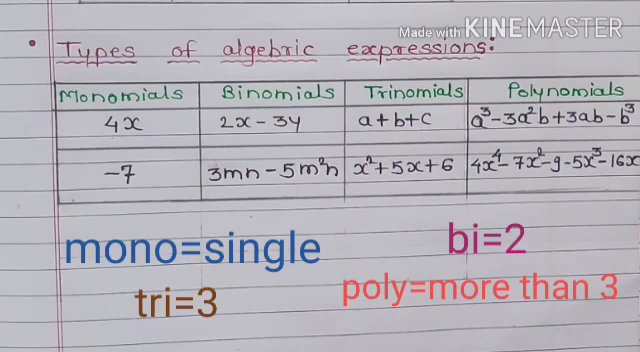 Made with KINEMASTER
• Types of algebric expressions:
Monomials Binomials Trinomials Polynomials
4x 2x - 3y a+b+c a³-3a²b+3ab-b³
-7 3mn - 5m²n x²+5x+6 4x⁴-7x²-9-5x³-16x
mono=single bi=2
tri=3 poly=more than 3